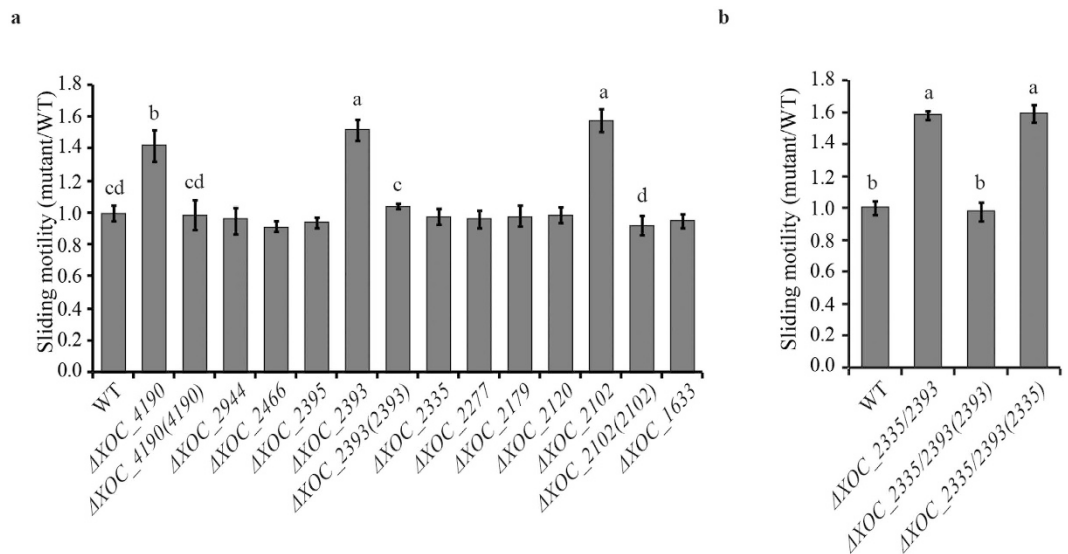 a
Sliding motility (mutant/WT)
1.8
1.6
1.4
1.2
1.0
0.8
0.6
0.4
0.2
0.0
cd
b
cd
a
c
a
d
WT
ΔXOC_4190
ΔXOC_4190(4190)
ΔXOC_2944
ΔXOC_2466
ΔXOC_2395
ΔXOC_2393
ΔXOC_2393(2393)
ΔXOC_2335
ΔXOC_2277
ΔXOC_2179
ΔXOC_2120
ΔXOC_2102
ΔXOC_2102(2102)
ΔXOC_1633
b
Sliding motility (mutant/WT)
1.8
1.6
1.4
1.2
1.0
0.8
0.6
0.4
0.2
0.0
b
a
b
a
WT
ΔXOC_2335/2393
ΔXOC_2335/2393(2393)
ΔXOC_2335/2393(2335)